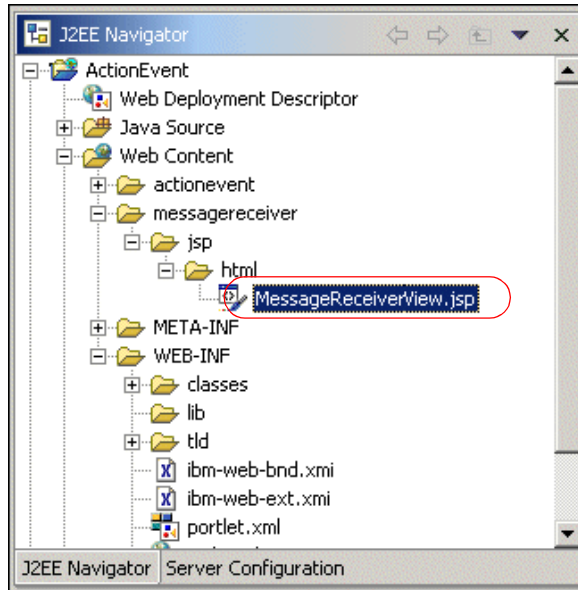 J2EE Navigator
ActionEvent
Web Deployment Descriptor
Java Source
Web Content
actionevent
messagereceiver
jsp
html
MessageReceiverView.jsp
META-INF
WEB-INF
classes
lib
tld
ibm-web-bnd.xmi
ibm-web-ext.xmi
portlet.xml
J2EE Navigator Server Configuration